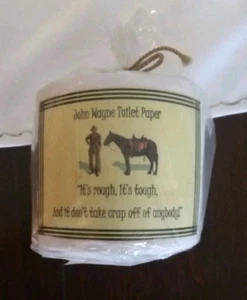 John Wayne Toilet Paper
"It's rough, It's tough,
And it don't take crap off of anybody!"